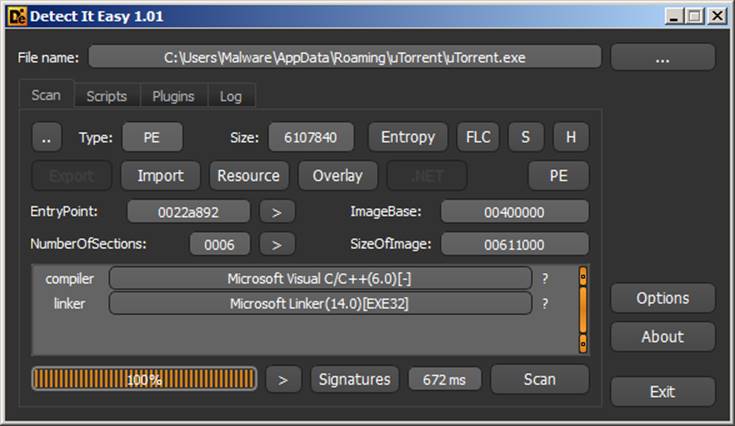 Detect It Easy 1.01
File name: C:\Users\Malware\AppData\Roaming\uTorrent\uTorrent.exe ...
Scan Scripts Plugins Log
.. Type: PE Size: 6107840 Entropy FLC S H
Export Import Resource Overlay .NET PE
EntryPoint: 0022a892 > ImageBase: 00400000
NumberOfSections: 0006 > SizeOfImage: 00611000
compiler Microsoft Visual C/C++(6.0)[-] ?
linker Microsoft Linker(14.0)[EXE32] ?
Options
About
100% > Signatures 672 ms Scan
Exit